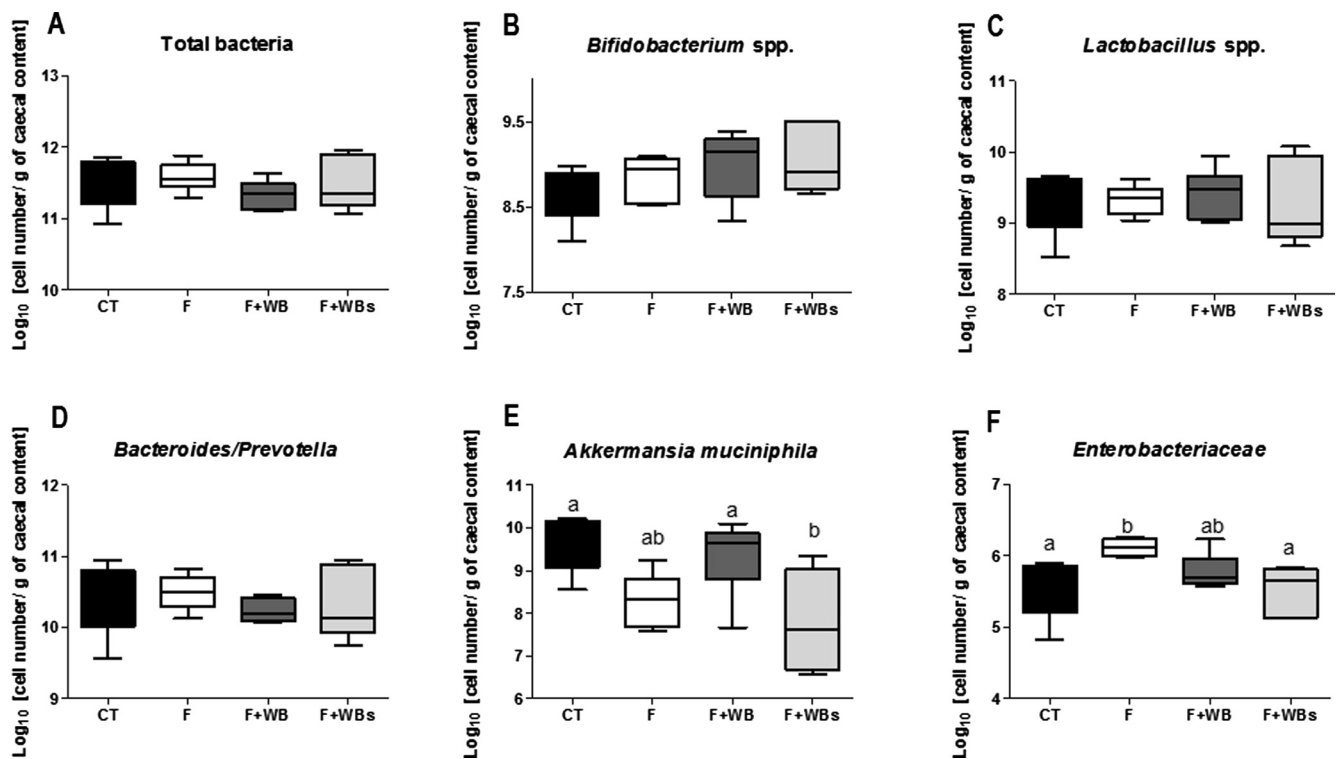 A
Total bacteria
Log10 [cell number/ g of caecal content]
13
12
11
10
CT F F+WB F+WBs
B
Bifidobacterium spp.
Log10 [cell number/ g of caecal content]
9.5
8.5
7.5
CT F F+WB F+WBs
C
Lactobacillus spp.
Log10 [cell number/ g of caecal content]
11
10
9
8
CT F F+WB F+WBs
D
Bacteroides/Prevotella
Log10 [cell number/ g of caecal content]
12
11
10
9
CT F F+WB F+WBs
E
Akkermansia muciniphila
Log10 [cell number/ g of caecal content]
11
10
9
8
7
6
a ab a b
CT F F+WB F+WBs
F
Enterobacteriaceae
Log10 [cell number/ g of caecal content]
7
6
5
4
a b ab a
CT F F+WB F+WBs